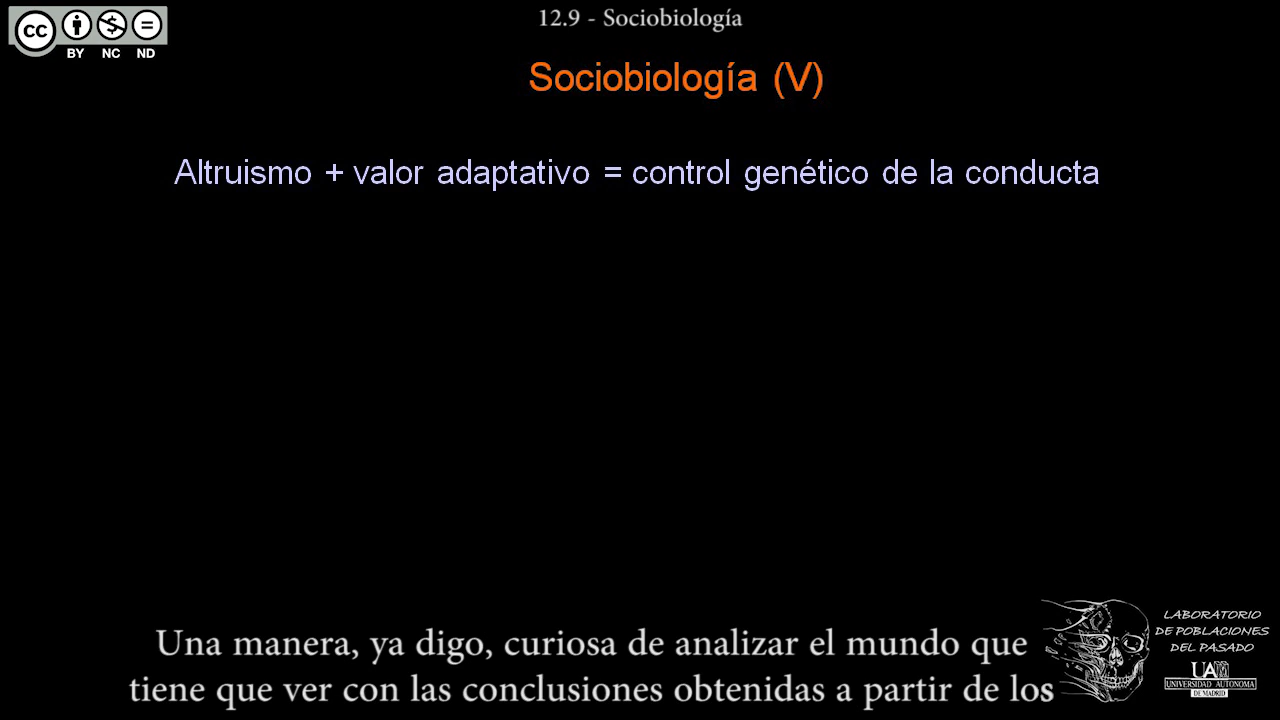 12.9 - Sociobiología
cc
BY NC ND
Sociobiología (V)
Altruismo + valor adaptativo = control genético de la conducta
Una manera, ya digo, curiosa de analizar el mundo que
tiene que ver con las conclusiones obtenidas a partir de los
LABORATORIO
DE POBLACIONES
DEL PASADO
UAM
UNIVERSIDAD AUTONOMA
DE MADRID